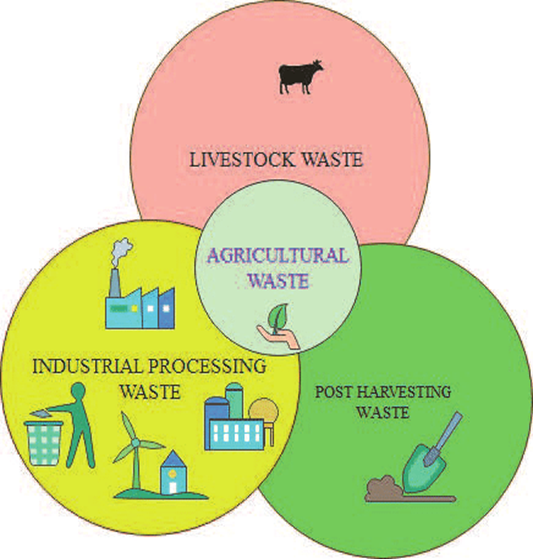 LIVESTOCK WASTE
AGRICULTURAL
WASTE
INDUSTRIAL PROCESSING
WASTE
POST HARVESTING
WASTE